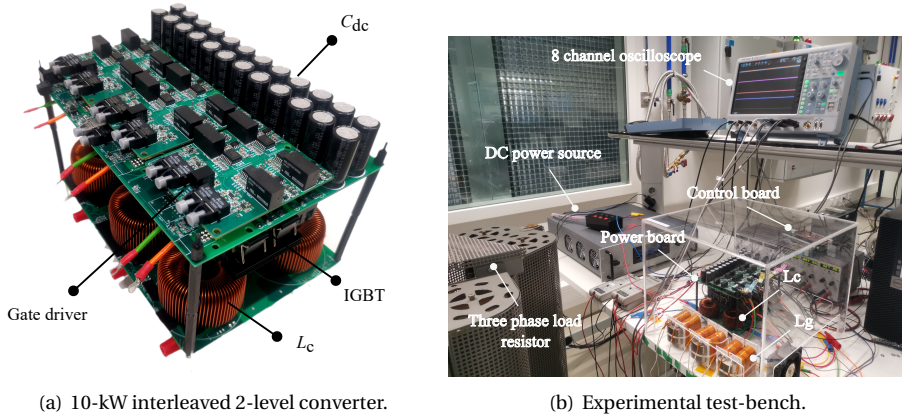 Cdc
Gate driver
IGBT
Lc
8 channel oscilloscope
DC power source
Control board
Power board
Lc
Lg
Three phase load
resistor
(a) 10-kW interleaved 2-level converter.
(b) Experimental test-bench.